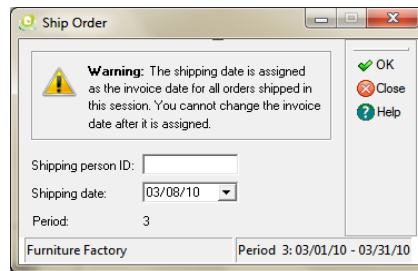 Ship Order
Warning: The shipping date is assigned
as the invoice date for all orders shipped in
this session. You cannot change the invoice
date after it is assigned.
OK
Close
Help
Shipping person ID:
Shipping date: 03/08/10
Period: 3
Furniture Factory Period 3: 03/01/10 - 03/31/10